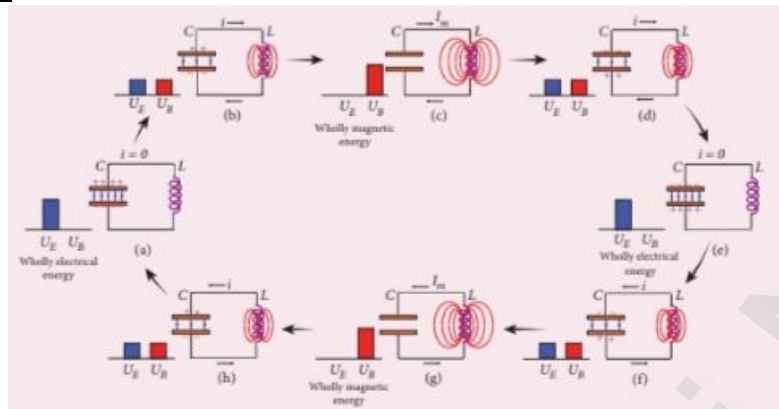 i
C L
U_E U_B
(b)
I_m
C L
U_E U_B
Wholly magnetic
energy
(c)
i
C L
U_E U_B
(d)
i = 0
C L
+ + + +
U_E U_B
Wholly electrical
energy
(a)
i = 0
C L
U_E U_B
Wholly electrical
energy
(e)
i
C L
U_E U_B
(h)
I_m
C L
U_E U_B
Wholly magnetic
energy
(g)
i
C L
U_E U_B
(f)